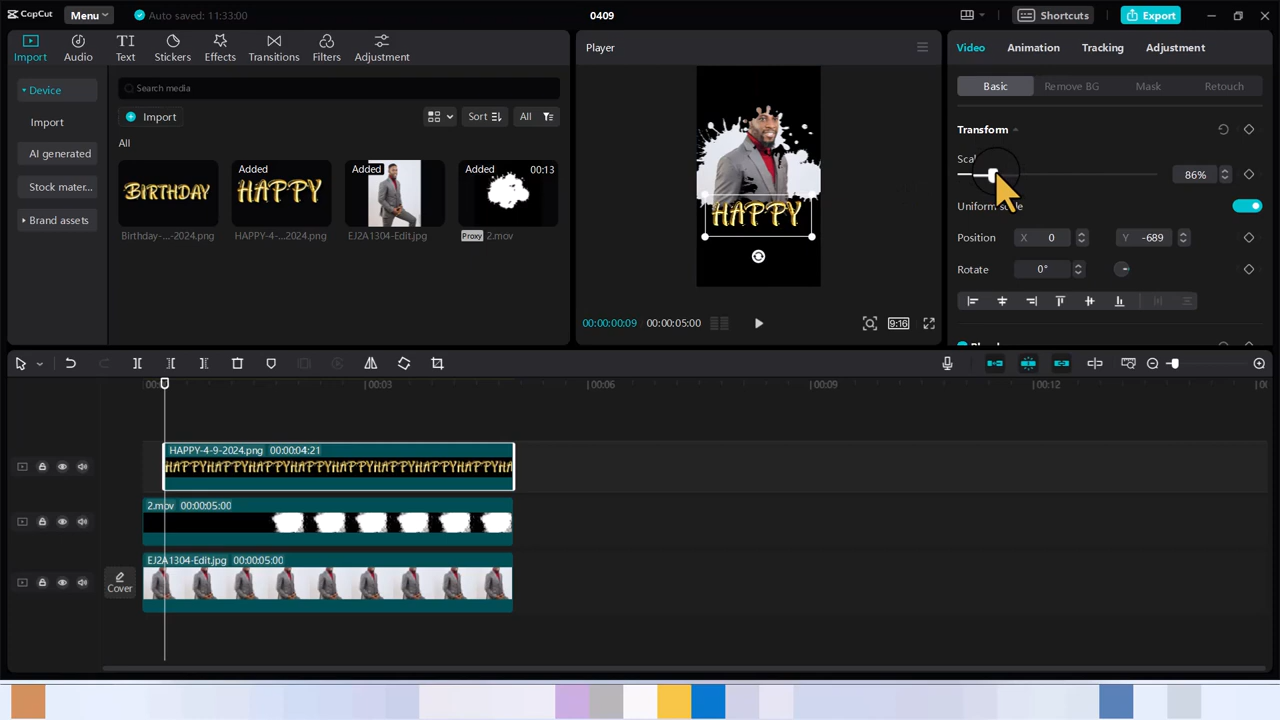 CapCut
Menu
Auto saved: 11:33:00
0409
Shortcuts
Export
Import
Audio
Text
Stickers
Effects
Transitions
Filters
Adjustment
Player
Video
Animation
Tracking
Adjustment
Device
Import
AI generated
Stock mater...
Brand assets
Search media
Import
Sort
All
All
BIRTHDAY
Birthday-...-2024.png
Added
HAPPY
HAPPY-4-...2024.png
Added
EJ2A1304-Edit.jpg
Added
00:13
Proxy 2.mov
HAPPY
00:00:00:09
00:00:05:00
9:16
Basic
Remove BG
Mask
Retouch
Transform
Scal
86%
Uniform scale
Position
X 0
Y -689
Rotate
0°
00:03
00:06
00:09
00:12
HAPPY-4-9-2024.png 00:00:04:21
HAPPYHAPPYHAPPYHAPPYHAPPYHAPPYHAPPYHAPPYHA
2.mov 00:00:05:00
Cover
EJ2A1304-Edit.jpg 00:00:05:00